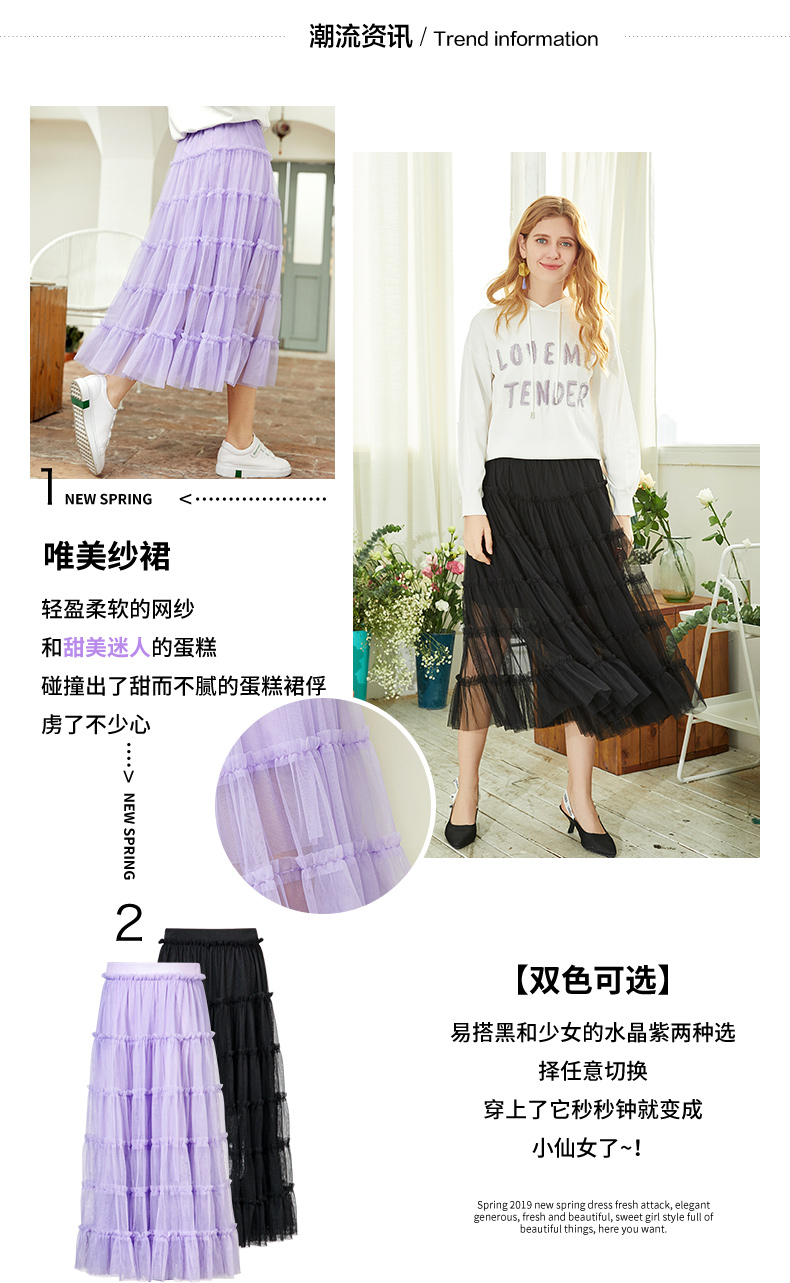 潮流资讯 / Trend information
LOVE ME
TENDER
1 NEW SPRING <
唯美纱裙
轻盈柔软的网纱
和甜美迷人的蛋糕
碰撞出了甜而不腻的蛋糕裙俘
虏了不少心
> NEW SPRING
2
【双色可选】
易搭黑和少女的水晶紫两种选
择任意切换
穿上了它秒秒钟就变成
小仙女了~!
Spring 2019 new spring dress fresh attack, elegant
generous, fresh and beautiful, sweet girl style full of
beautiful things, here you want.